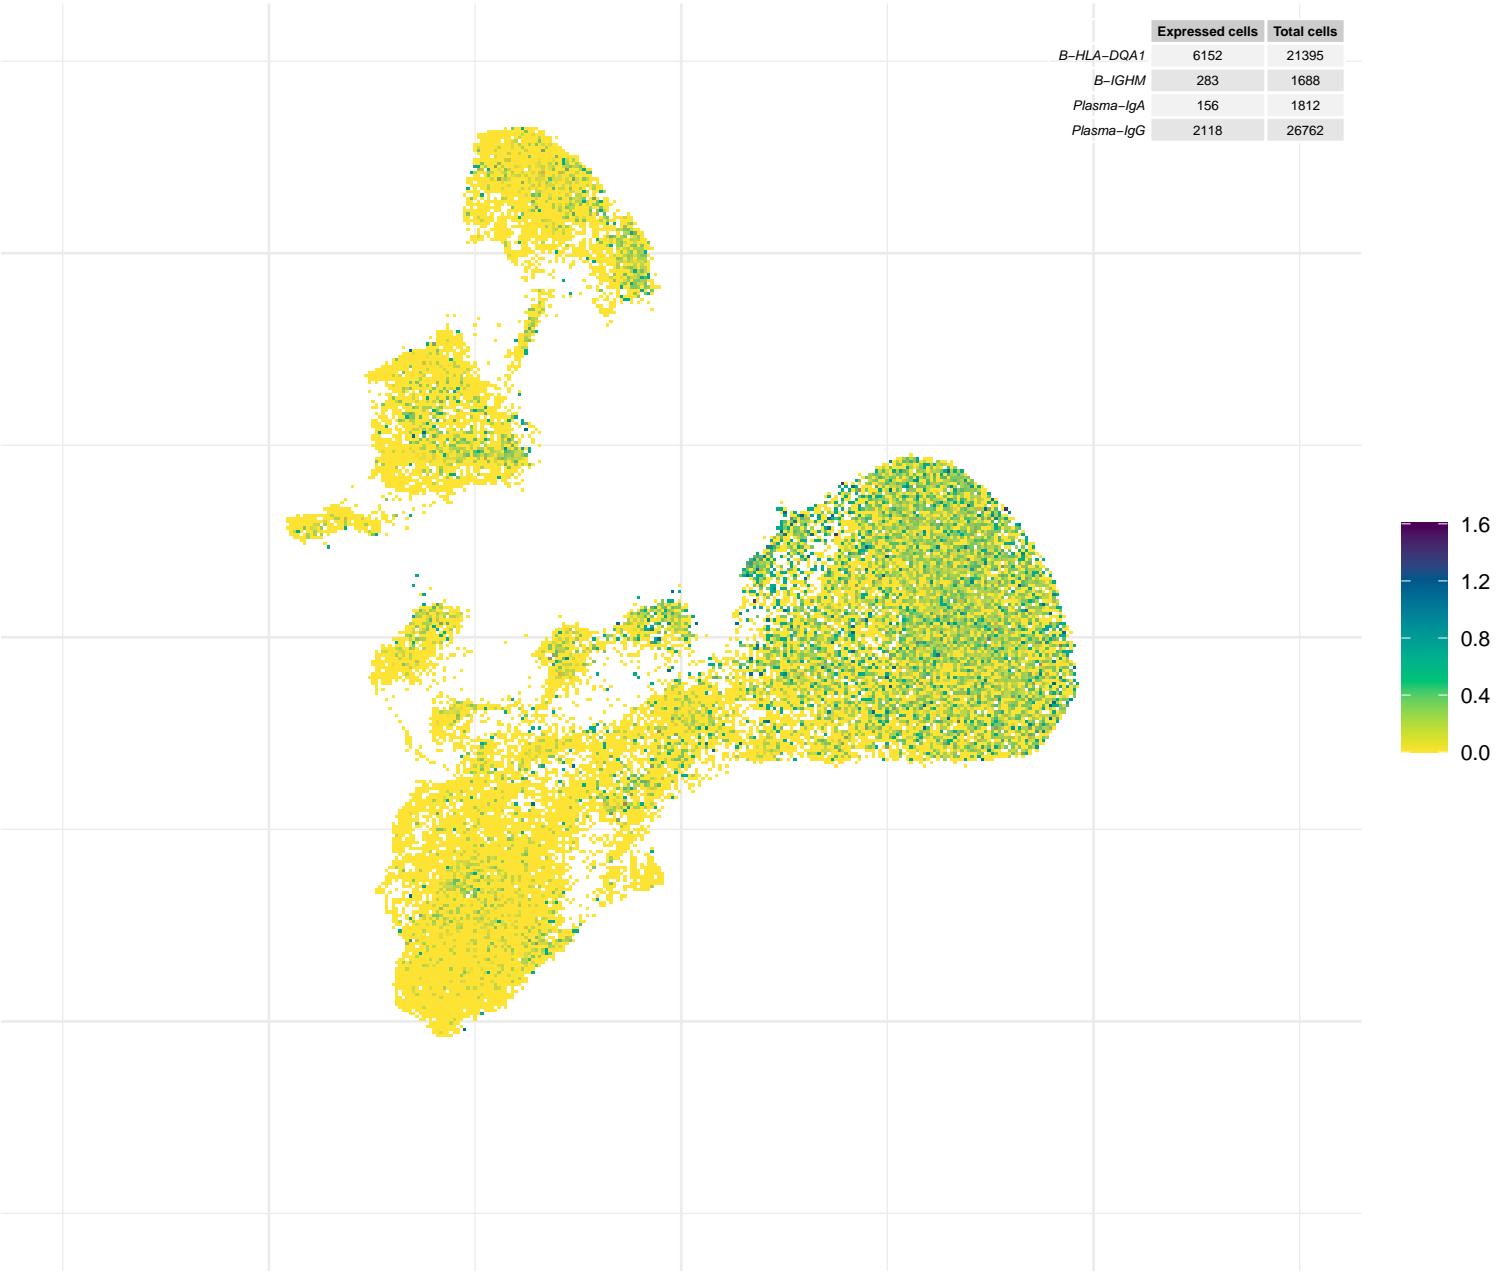 Expressed cells Total cells
B−HLA−DQA1 6152 21395
B−IGHM 283 1688
Plasma−IgA 156 1812
Plasma−IgG 2118 26762
1.6
1.2
0.8
0.4
0.0